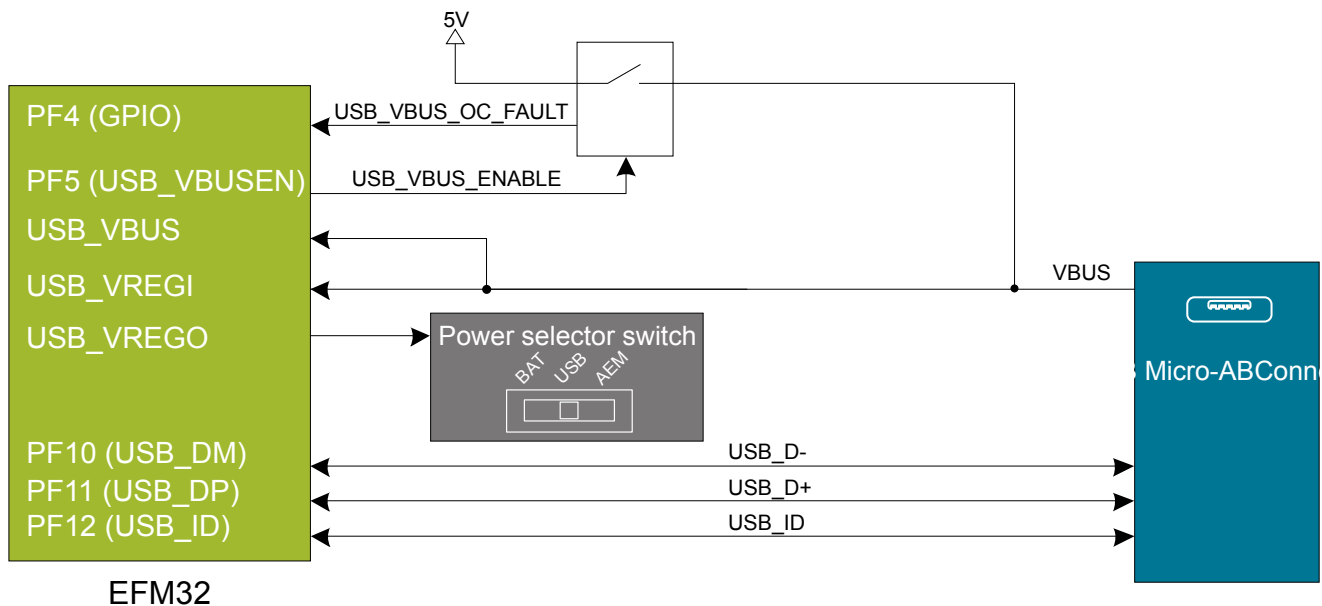 5V
PF4 (GPIO)
USB_VBUS_OC_FAULT
PF5 (USB_VBUSEN)
USB_VBUS_ENABLE
USB_VBUS
VBUS
USB_VREGI
USB_VREGO
Power selector switch
BAT USB AEM
Micro-ABConn
PF10 (USB_DM)
USB_D-
PF11 (USB_DP)
USB_D+
PF12 (USB_ID)
USB_ID
EFM32